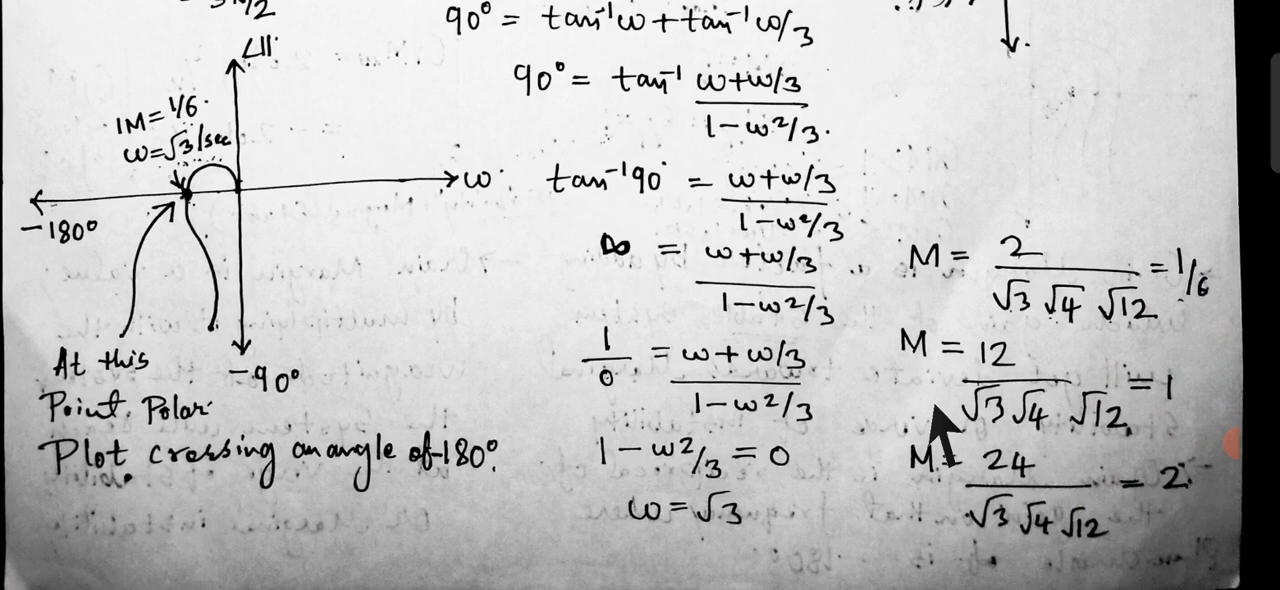 90° = tan⁻¹ω + tan⁻¹ω/3
90° = tan⁻¹ ω+ω/3
1-ω²/3.
IM = 1/6.
ω=√3/sec
→ω.
-180°
-90°
At this
Point Polar
Plot crossing an angle of -180°.
tan⁻¹90° = ω+ω/3
1-ω²/3
∞ = ω+ω/3
1-ω²/3
1/0 = ω+ω/3
1-ω²/3
1-ω²/3 = 0
ω=√3
M = 2
√3 √4 √12 = 1/6
M = 12
√3 √4 √12 = 1
M = 24
√3 √4 √12 = 2